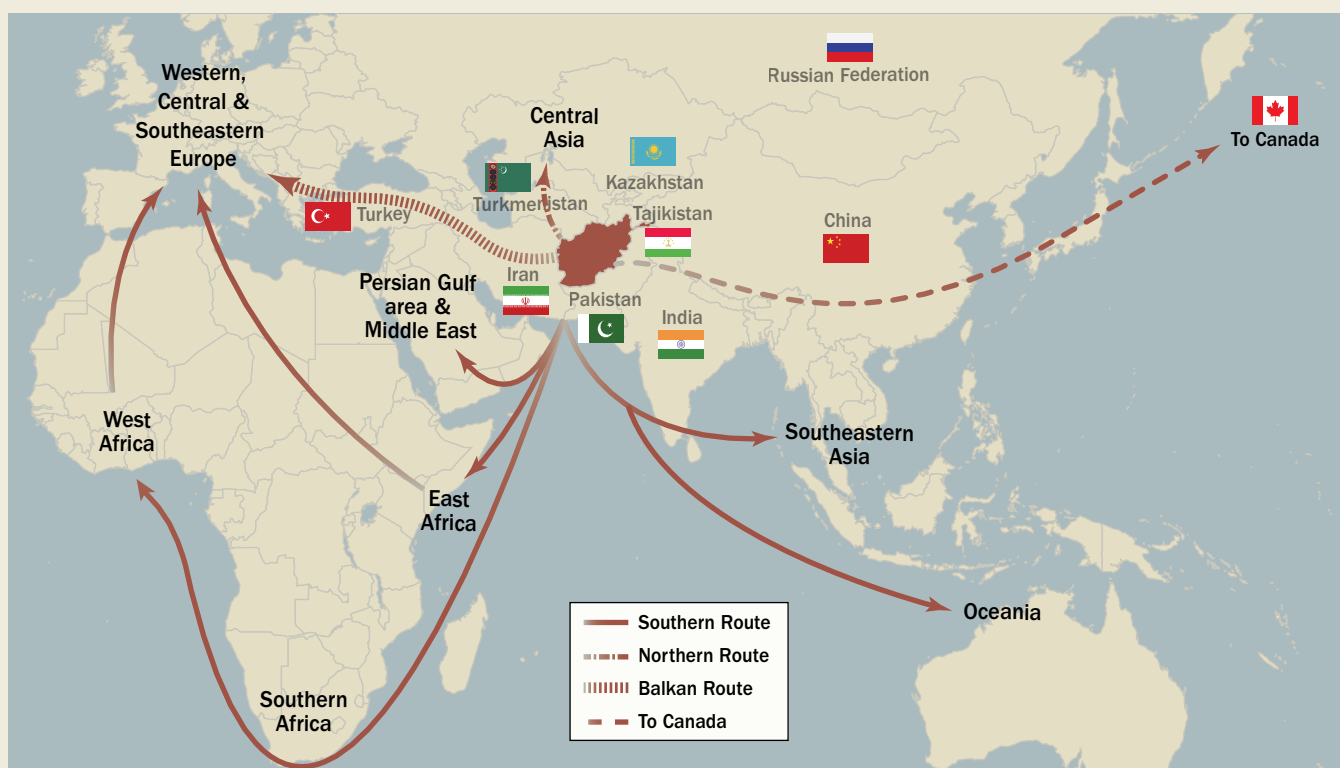 Western,
Central &
Southeastern
Europe
Russian Federation
To Canada
Central
Asia
Kazakhstan
Turkmenistan
Tajikistan
Turkey
China
Iran
Pakistan
India
Persian Gulf
area &
Middle East
West
Africa
Southeastern
Asia
East
Africa
Oceania
Southern
Africa
Southern Route
Northern Route
Balkan Route
To Canada